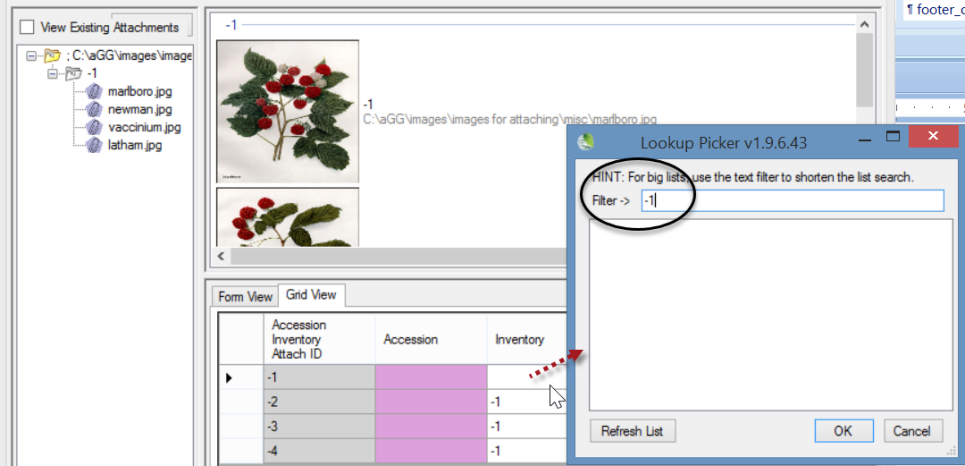 ¶ footer_c
View Existing Attachments
; C:\aGG\images\image
-1
marlboro.jpg
newman.jpg
vaccinium.jpg
latham.jpg
-1
-1
C:\aGG\images\images for attaching\misc\marlboro.jpg
Lookup Picker v1.9.6.43
HINT: For big lists, use the text filter to shorten the list search.
Filter -> -1
Refresh List OK Cancel
Form View Grid View
Accession Inventory Attach ID Accession Inventory
-1
-2 -1
-3 -1
-4 -1